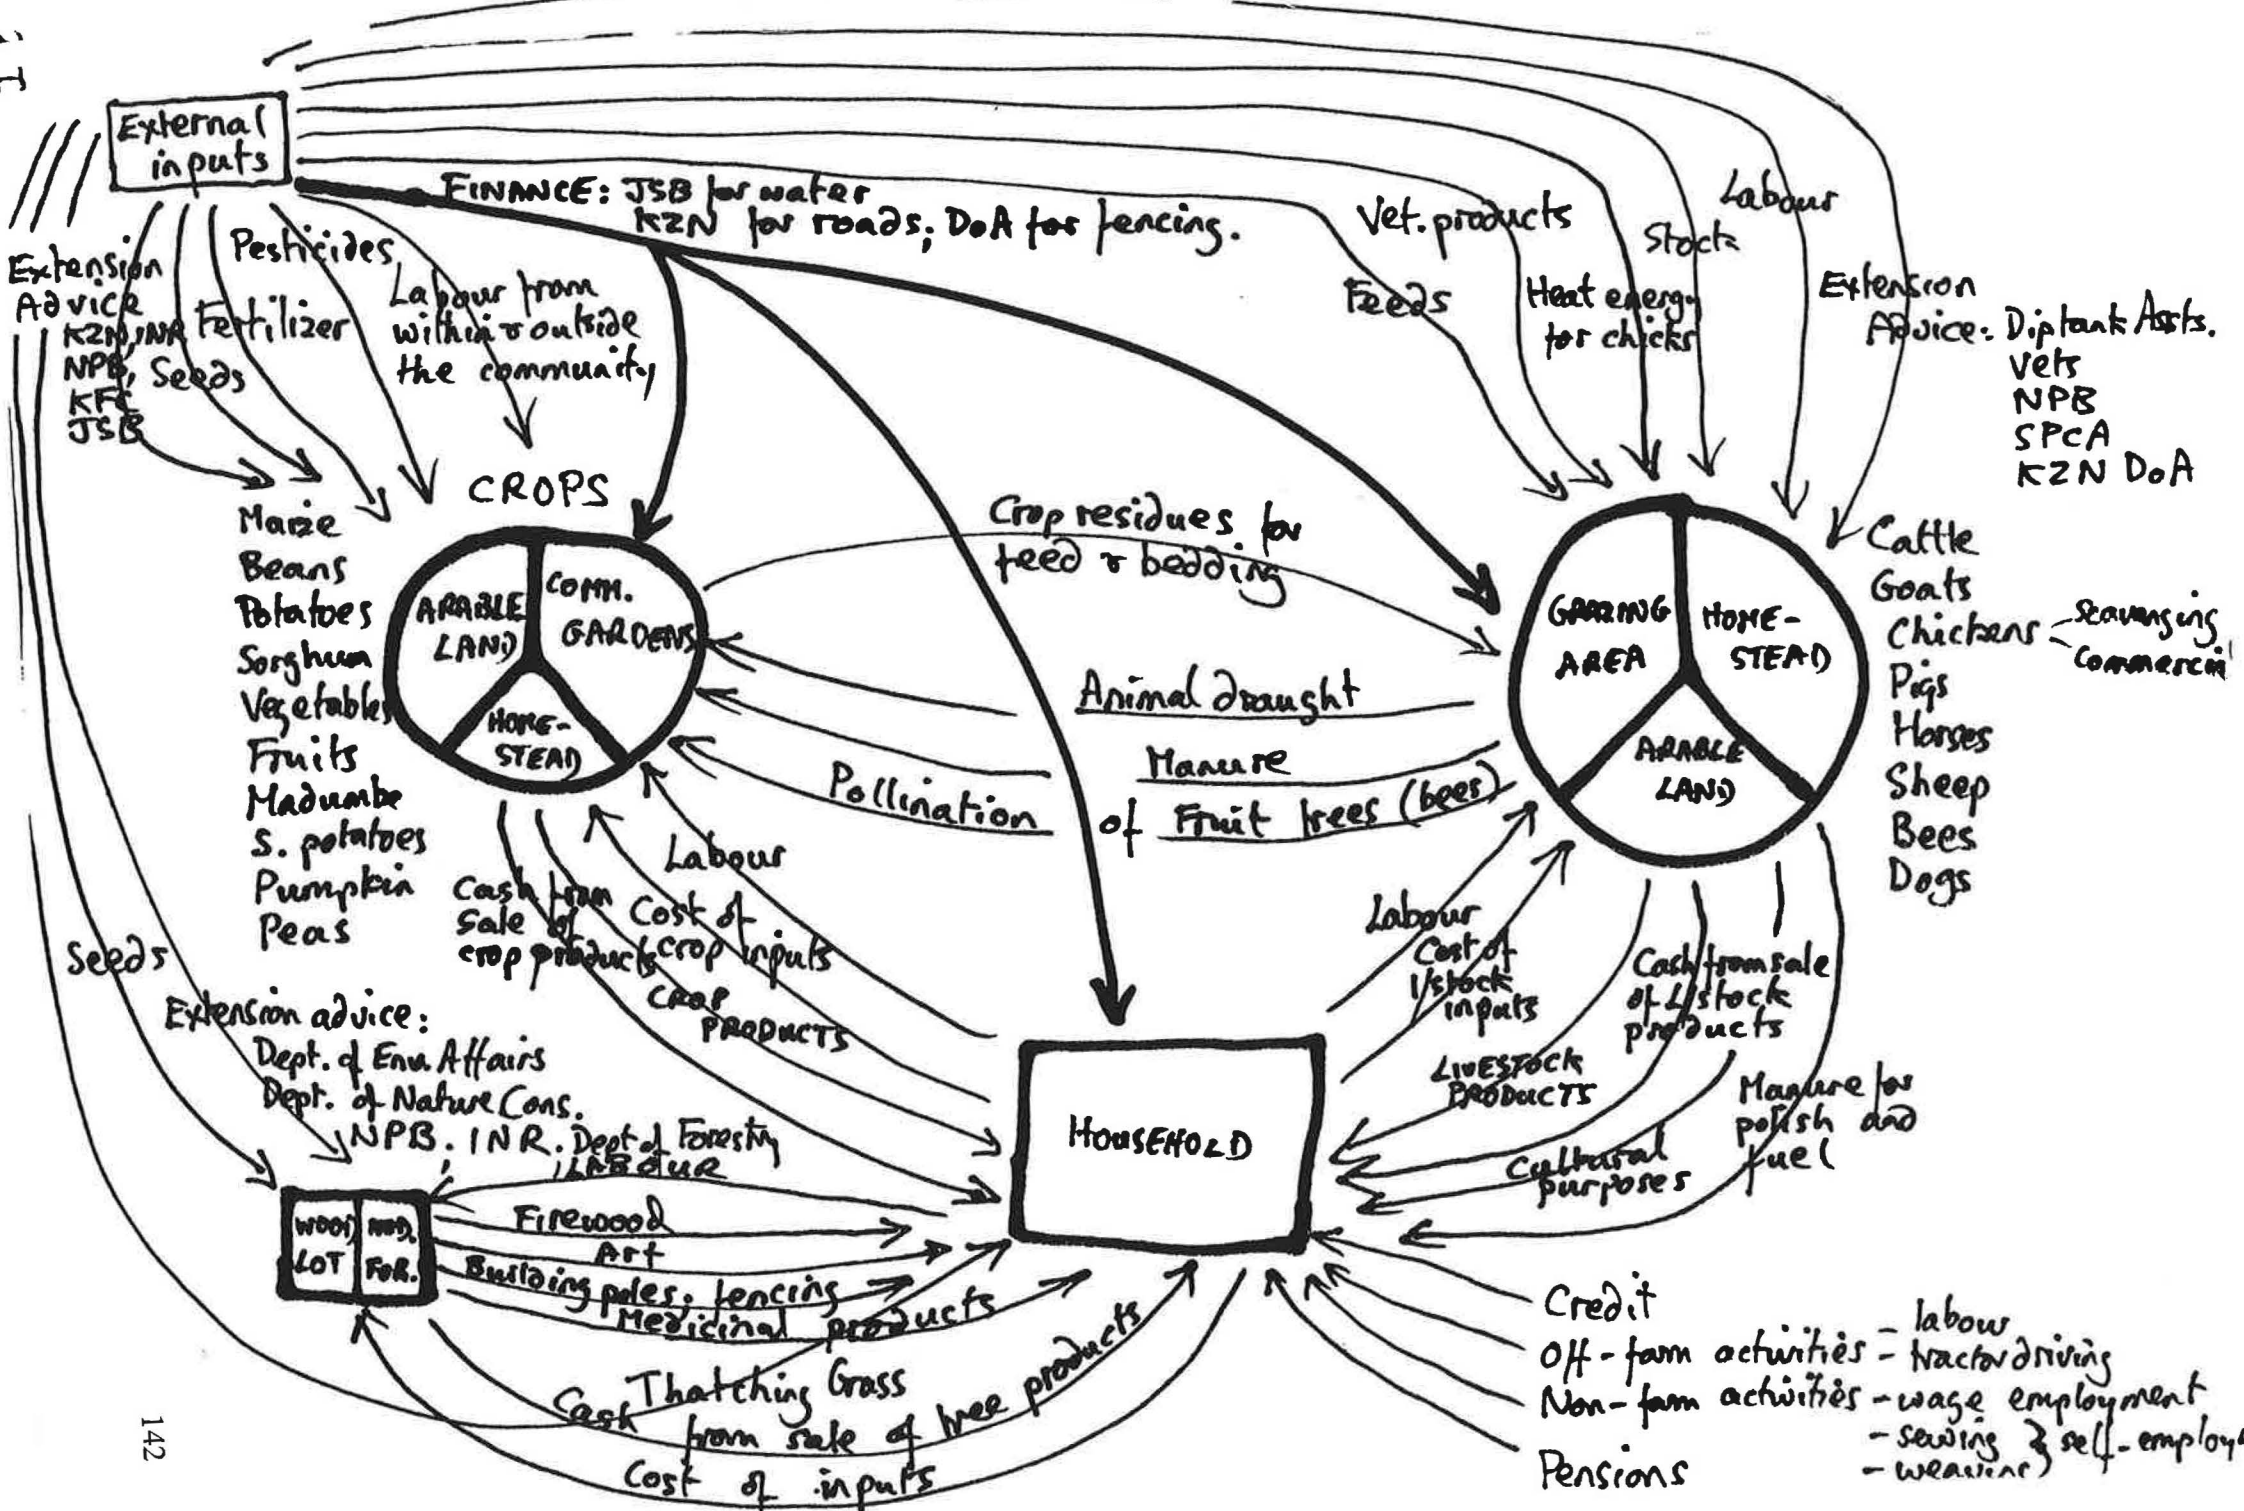 External
inputs
FINANCE: JSB for water
KZN for roads; DoA for fencing.
Extension
Advice
KZN, INR
NPB,
KFC
JSB
Pesticides
Fertilizer
Seeds
Labour from
within & outside
the community
Feeds
Vet. products
Heat energy
for chicks
Stock
Labour
Extension
Advice: Diptank Assts.
Vets
NPB
SPCA
KZN DoA
CROPS
Maize
Beans
Potatoes
Sorghum
Vegetables
Fruits
Madumbe
S. potatoes
Pumpkin
Peas
ARABLE
LAND
COMM.
GARDENS
HOME-
STEAD
Crop residues for
feed & bedding
Animal draught
Manure
Pollination of Fruit trees (bees)
GRAZING
AREA
HOME-
STEAD
ARABLE
LAND
Cattle
Goats
Chickens - Scavenging
- Commercial
Pigs
Horses
Sheep
Bees
Dogs
Labour
Cost of
crop inputs
Cash from
sale of
crop products
CROP
PRODUCTS
Labour
Cost of
l/stock
inputs
LIVESTOCK
PRODUCTS
Cash from sale
of L/stock
products
Cultural
purposes
Manure for
polish and
fuel
HOUSEHOLD
Seeds
Extension advice:
Dept. of Env. Affairs
Dept. of Nature Cons.
NPB, INR. Dept of Forestry
LABOUR
WOOD
LOT
FOR.
Firewood
Art
Building poles; fencing
Medicinal products
Thatching Grass
Cash from sale of tree products
Cost of inputs
Credit
Off-farm activities - labour
- tractor driving
Non-farm activities - wage employment
- sewing } self-employ
- weaving
Pensions
142